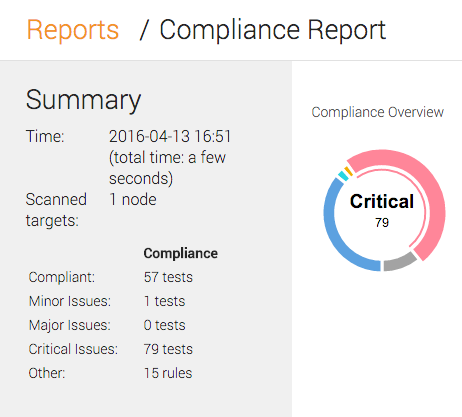 Reports / Compliance Report
Summary
Time: 2016-04-13 16:51
(total time: a few
seconds)
Scanned 1 node
targets:
Compliance
Compliant: 57 tests
Minor Issues: 1 tests
Major Issues: 0 tests
Critical Issues: 79 tests
Other: 15 rules
Compliance Overview
Critical
79